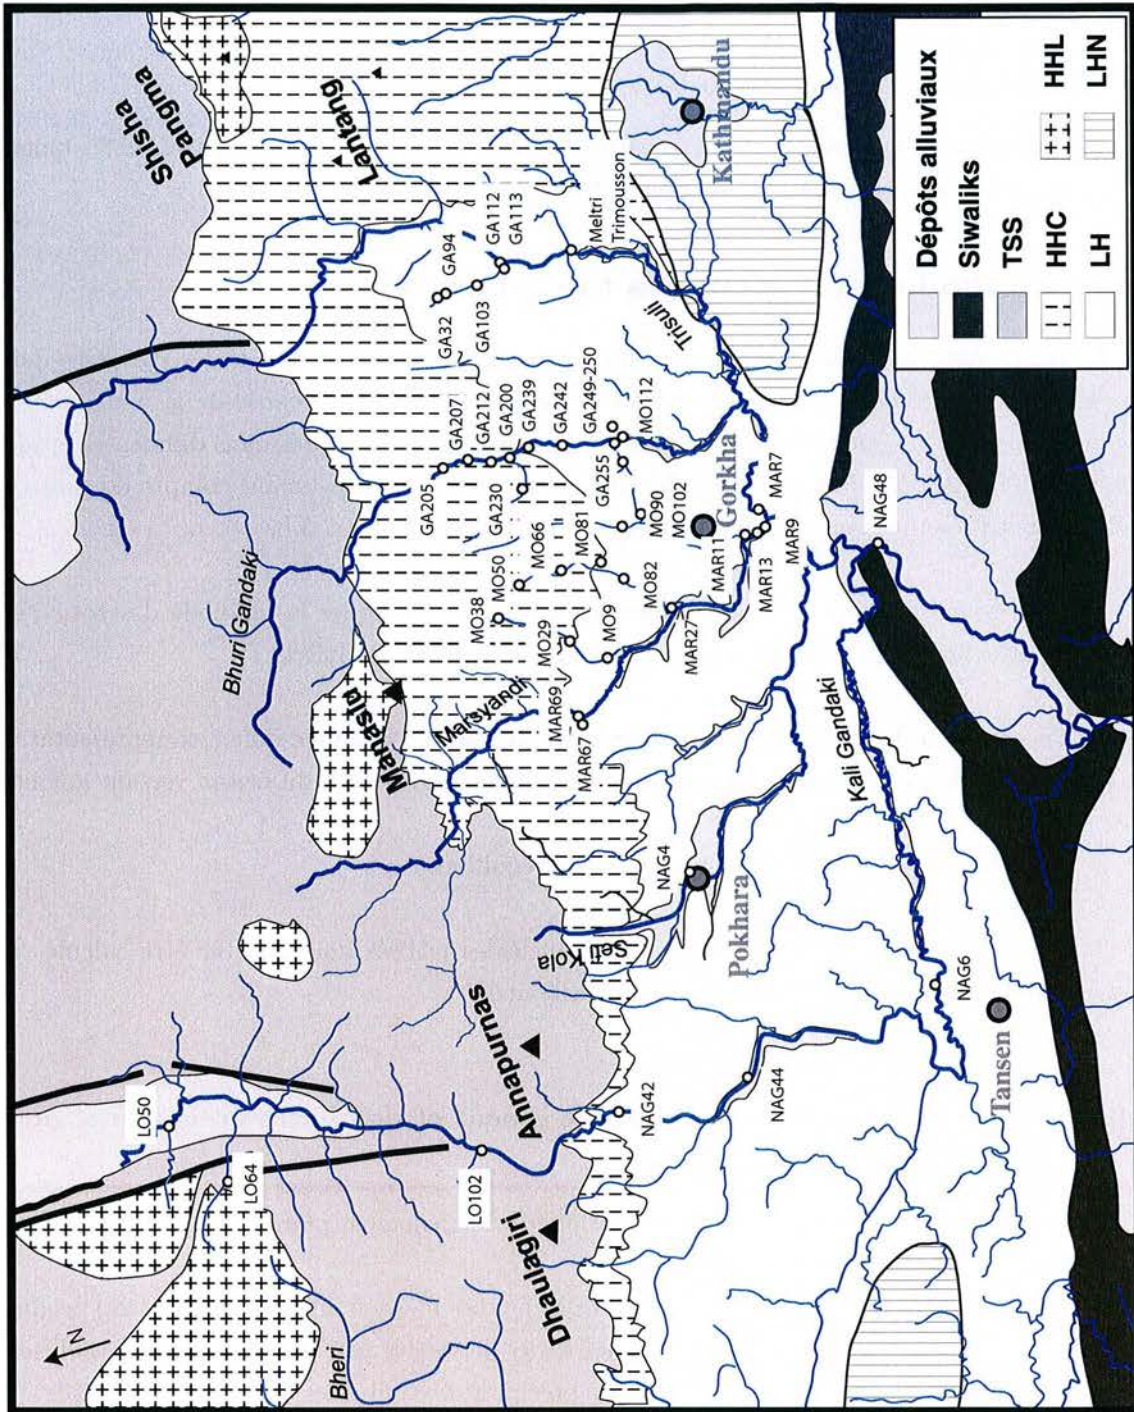 Shisha
Pangma
Lantang
Kathmandu
GA94
GA112
GA113
Meltri
Trimousson
GA32
GA103
Trisuli
GA207
GA212
GA200
GA239
GA242
GA249-250
MO112
GA205
GA230
GA255
Gorkha
MAR7
Bhuri Gandaki
MO66
MO81
MO90
MO102
MAR11
MAR9
MAR13
NAG48
MO38
MO50
MO82
MO29
MO9
MAR27
Manaslu
Marsyandi
MAR69
MAR67
Kali Gandaki
NAG4
Pokhara
Seti Kola
NAG6
Tansen
Annapurnas
NAG42
NAG44
LO50
LO64
LO102
Dhaulagiri
Bheri
N
Dépôts alluviaux
Siwaliks
TSS
HHC
HHL
LH
LHN